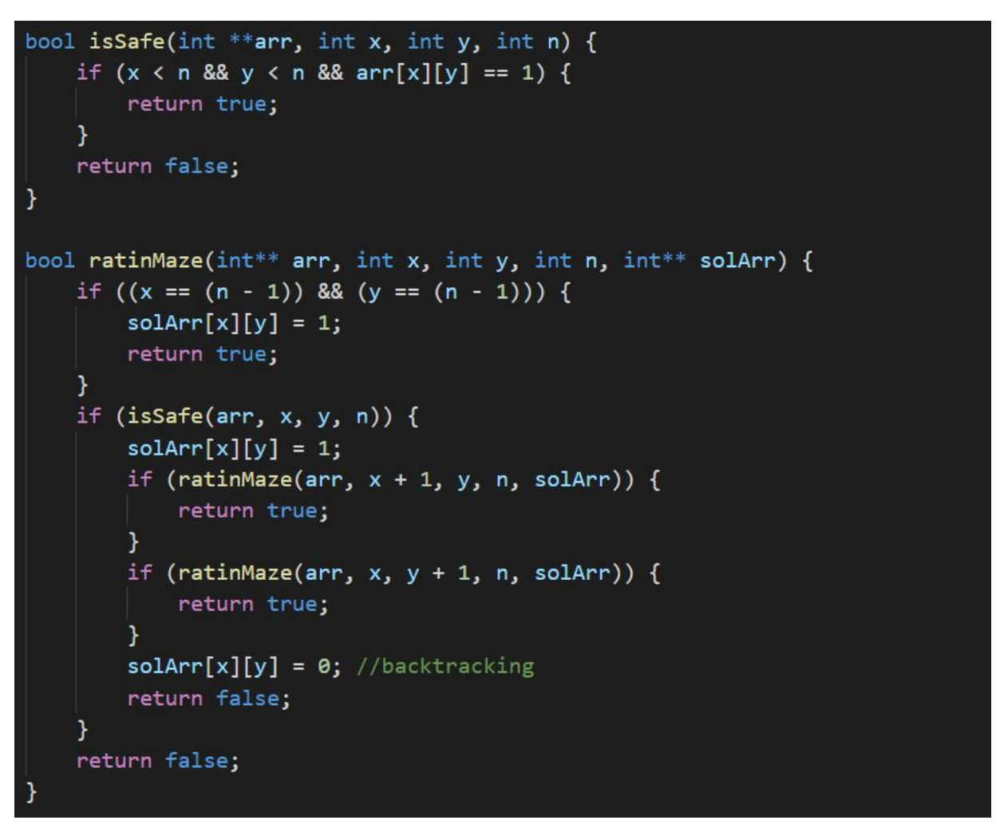 bool isSafe(int **arr, int x, int y, int n) {
    if (x < n && y < n && arr[x][y] == 1) {
        return true;
    }
    return false;
}

bool ratinMaze(int** arr, int x, int y, int n, int** solArr) {
    if ((x == (n - 1)) && (y == (n - 1))) {
        solArr[x][y] = 1;
        return true;
    }
    if (isSafe(arr, x, y, n)) {
        solArr[x][y] = 1;
        if (ratinMaze(arr, x + 1, y, n, solArr)) {
            return true;
        }
        if (ratinMaze(arr, x, y + 1, n, solArr)) {
            return true;
        }
        solArr[x][y] = 0; //backtracking
        return false;
    }
    return false;
}